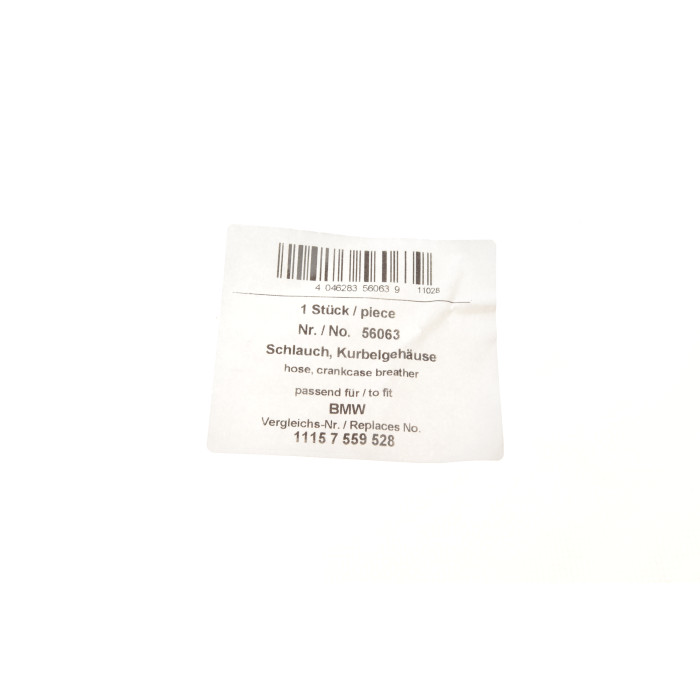 4 046283 56063 9 11028
1 Stück / piece
Nr. / No. 56063
Schlauch, Kurbelgehäuse
hose, crankcase breather
passend für / to fit
BMW
Vergleichs-Nr. / Replaces No.
1115 7 559 528